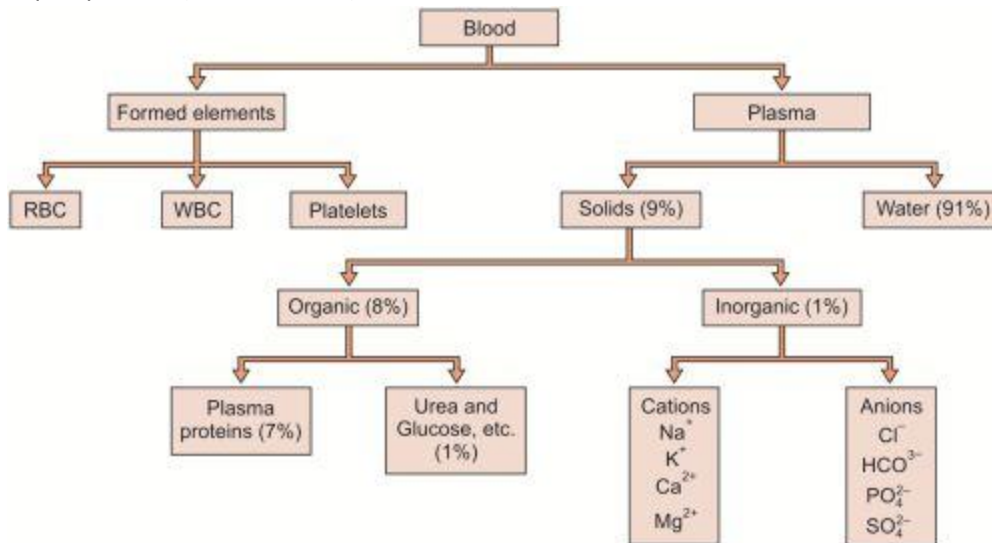 Blood
Formed elements
Plasma
RBC
WBC
Platelets
Solids (9%)
Water (91%)
Organic (8%)
Inorganic (1%)
Plasma
proteins (7%)
Urea and
Glucose, etc.
(1%)
Cations
Na⁺
K⁺
Ca²⁺
Mg²⁺
Anions
Cl⁻
HCO³⁻
PO₄²⁻
SO₄²⁻